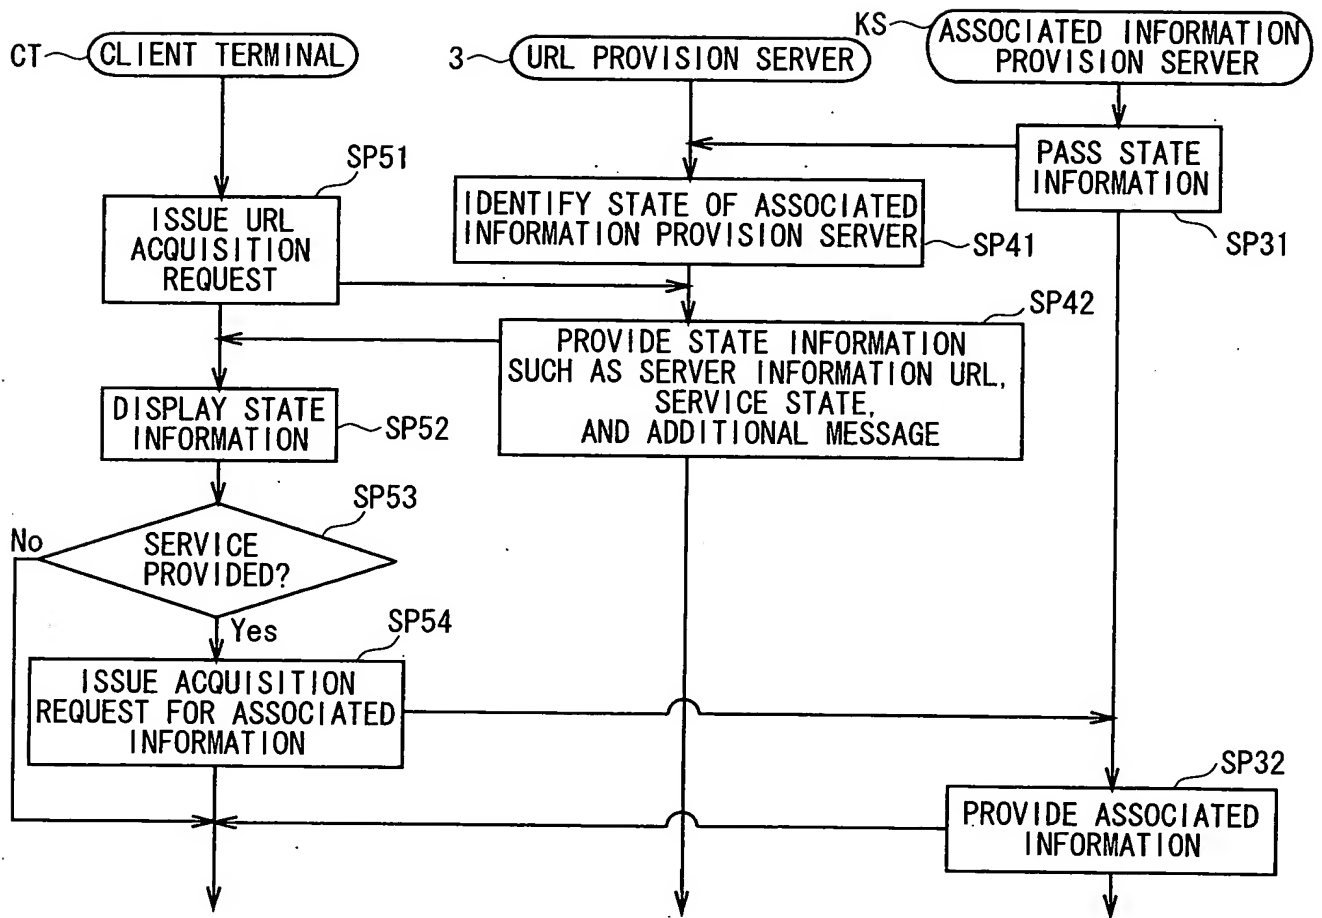 CT
CLIENT TERMINAL
3
URL PROVISION SERVER
KS
ASSOCIATED INFORMATION
PROVISION SERVER
SP51
ISSUE URL
ACQUISITION
REQUEST
IDENTIFY STATE OF ASSOCIATED
INFORMATION PROVISION SERVER
SP41
PASS STATE
INFORMATION
SP31
SP42
PROVIDE STATE INFORMATION
SUCH AS SERVER INFORMATION URL,
SERVICE STATE,
AND ADDITIONAL MESSAGE
DISPLAY STATE
INFORMATION
SP52
SP53
No
SERVICE
PROVIDED?
Yes
SP54
ISSUE ACQUISITION
REQUEST FOR ASSOCIATED
INFORMATION
SP32
PROVIDE ASSOCIATED
INFORMATION